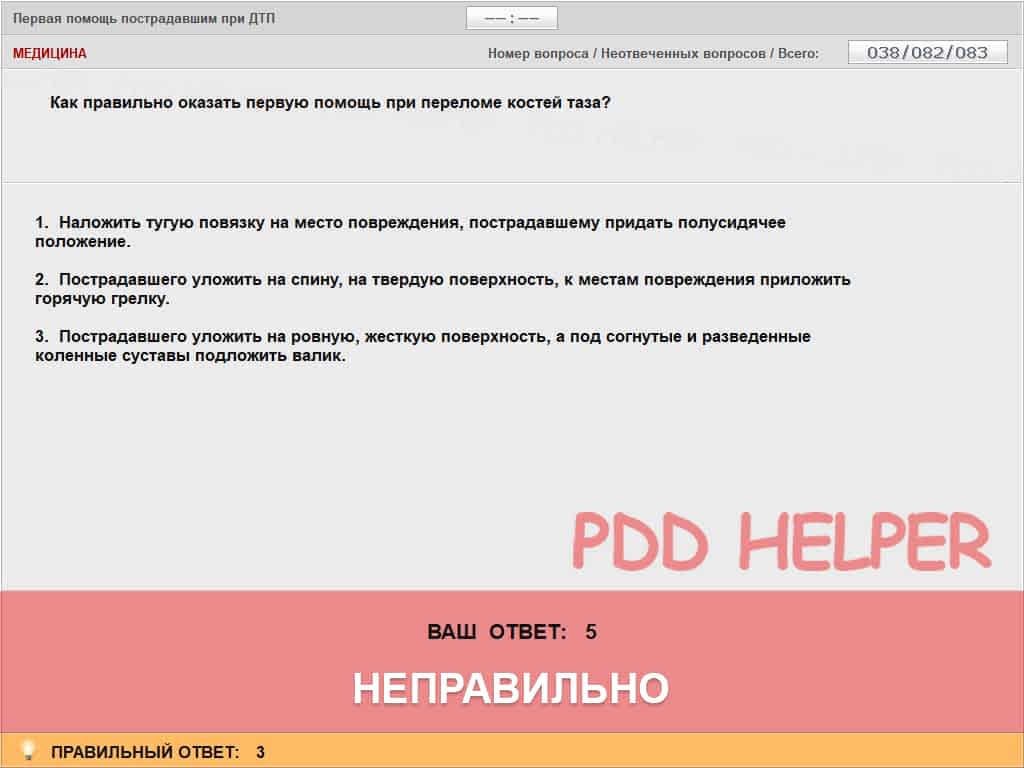 Первая помощь пострадавшим при ДТП
––:––
МЕДИЦИНА
Номер вопроса / Неотвеченных вопросов / Всего:
038/082/083
Как правильно оказать первую помощь при переломе костей таза?
1. Наложить тугую повязку на место повреждения, пострадавшему придать полусидячее
положение.
2. Пострадавшего уложить на спину, на твердую поверхность, к местам повреждения приложить
горячую грелку.
3. Пострадавшего уложить на ровную, жесткую поверхность, а под согнутые и разведенные
коленные суставы подложить валик.
PDD HELPER
ВАШ ОТВЕТ: 5
НЕПРАВИЛЬНО
ПРАВИЛЬНЫЙ ОТВЕТ: 3